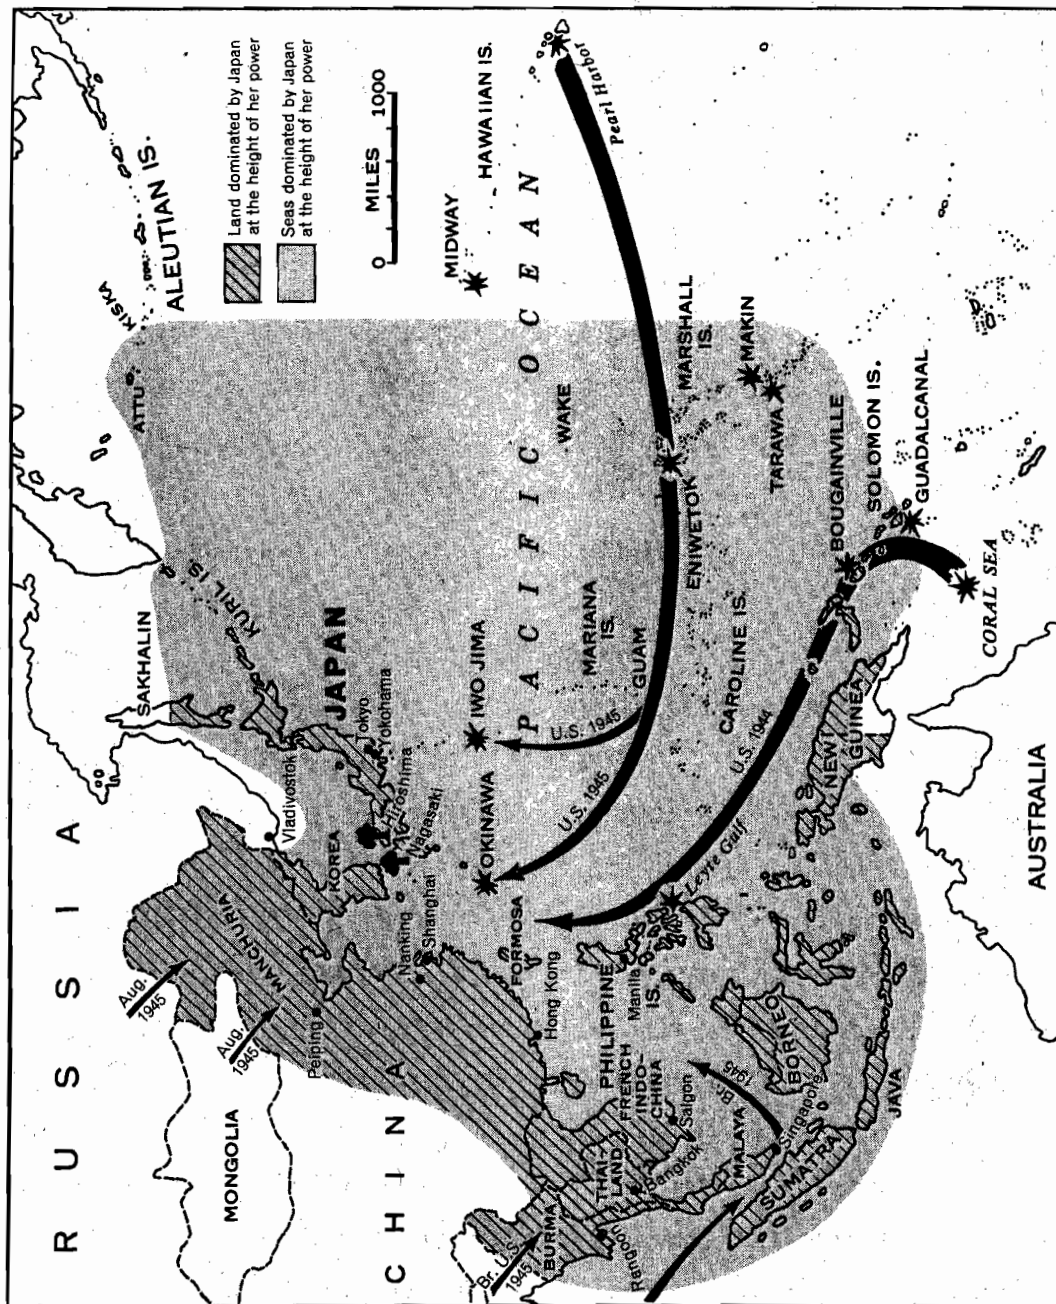 RUSSIA
Aug.
1945
Aug.
1945
MONGOLIA
MANCHURIA
Peiping
CHINA
Vladivostok
KOREA
SAKHALIN
KURIL IS.
JAPAN
Tokyo
Yokohama
Hiroshima
Nagasaki
Nanking
Shanghai
ATTU
KISKA
ALEUTIAN IS.
Land dominated by Japan
at the height of her power
Seas dominated by Japan
at the height of her power
MILES
0
1000
MIDWAY
HAWAIIAN IS.
Pearl Harbor
PACIFIC OCEAN
WAKE
IWO JIMA
OKINAWA
MARIANA
IS.
GUAM
U.S. 1945
U.S. 1945
FORMOSA
Hong Kong
Br. U.S.
1945
BURMA
Rangoon
THAI-
LAND
Bangkok
FRENCH
INDO-
CHINA
Saigon
PHILIPPINE
IS.
Manila
Leyte Gulf
U.S. 1944
ENIWETOK
MARSHALL
IS.
MAKIN
TARAWA
CAROLINE IS.
Br.
1945
MALAYA
Singapore
SUMATRA
BORNEO
JAVA
NEW
GUINEA
BOUGAINVILLE
SOLOMON IS.
GUADALCANAL
CORAL SEA
AUSTRALIA